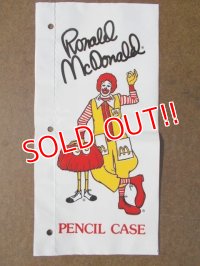 Ronald
McDonald
SOLD OUT!!
PENCIL CASE